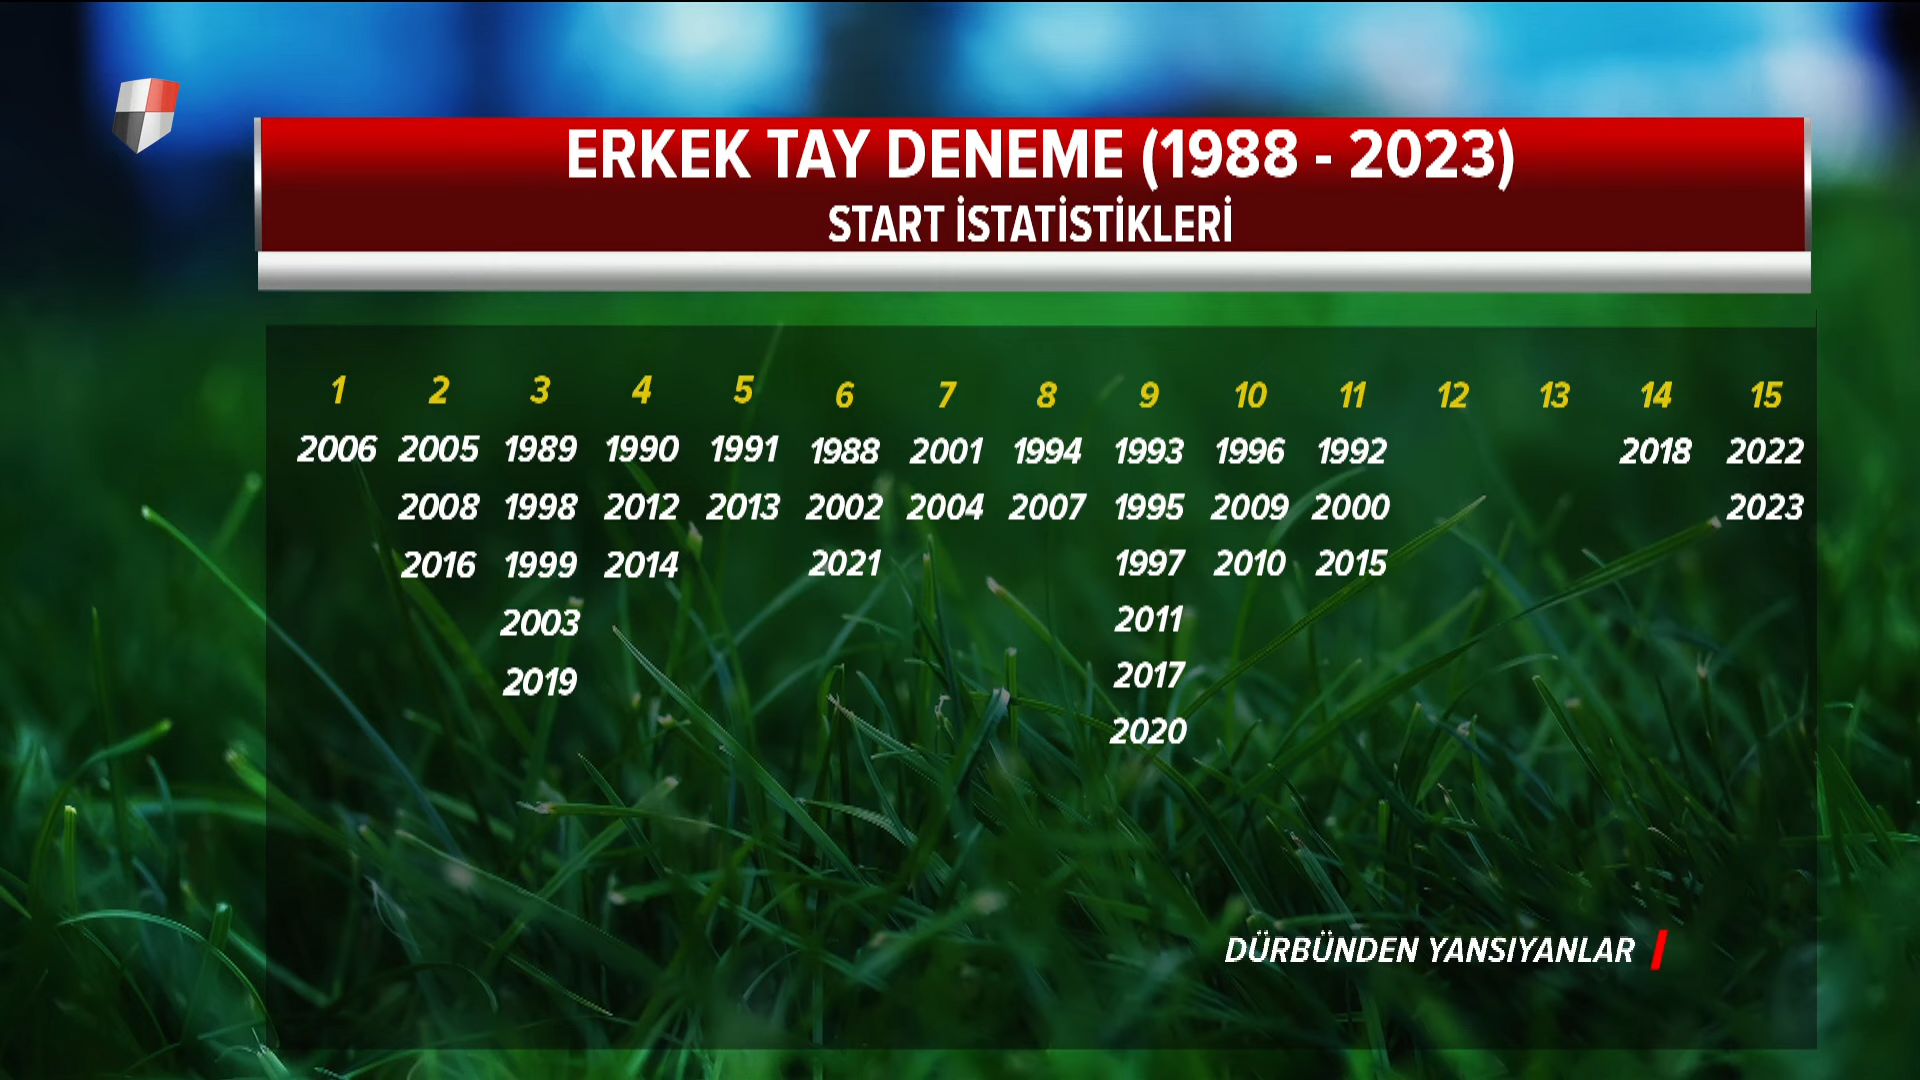 ERKEK TAY DENEME (1988 - 2023)
START İSTATİSTİKLERİ
1 2 3 4 5 6 7 8 9 10 11 12 13 14 15
2006 2005 1989 1990 1991 1988 2001 1994 1993 1996 1992 2018 2022
2008 1998 2012 2013 2002 2004 2007 1995 2009 2000 2023
2016 1999 2014 2021 1997 2010 2015
2003 2011
2019 2017
2020
DÜRBÜNDEN YANSIYANLAR